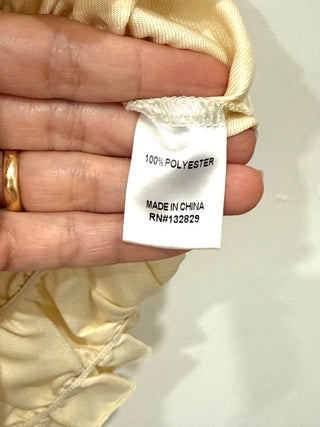 100% POLYESTER
MADE IN CHINA
RN#132829